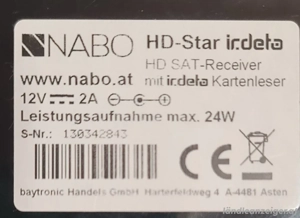 NABO HD-Star irdeto
HD SAT-Receiver
www.nabo.at mit irdeto Kartenleser
12V 2A
Leistungsaufnahme max. 24W
S-Nr.: 130342843
CE
baytronic Handels GmbH Harterfeldweg 4 A-4481 Asten